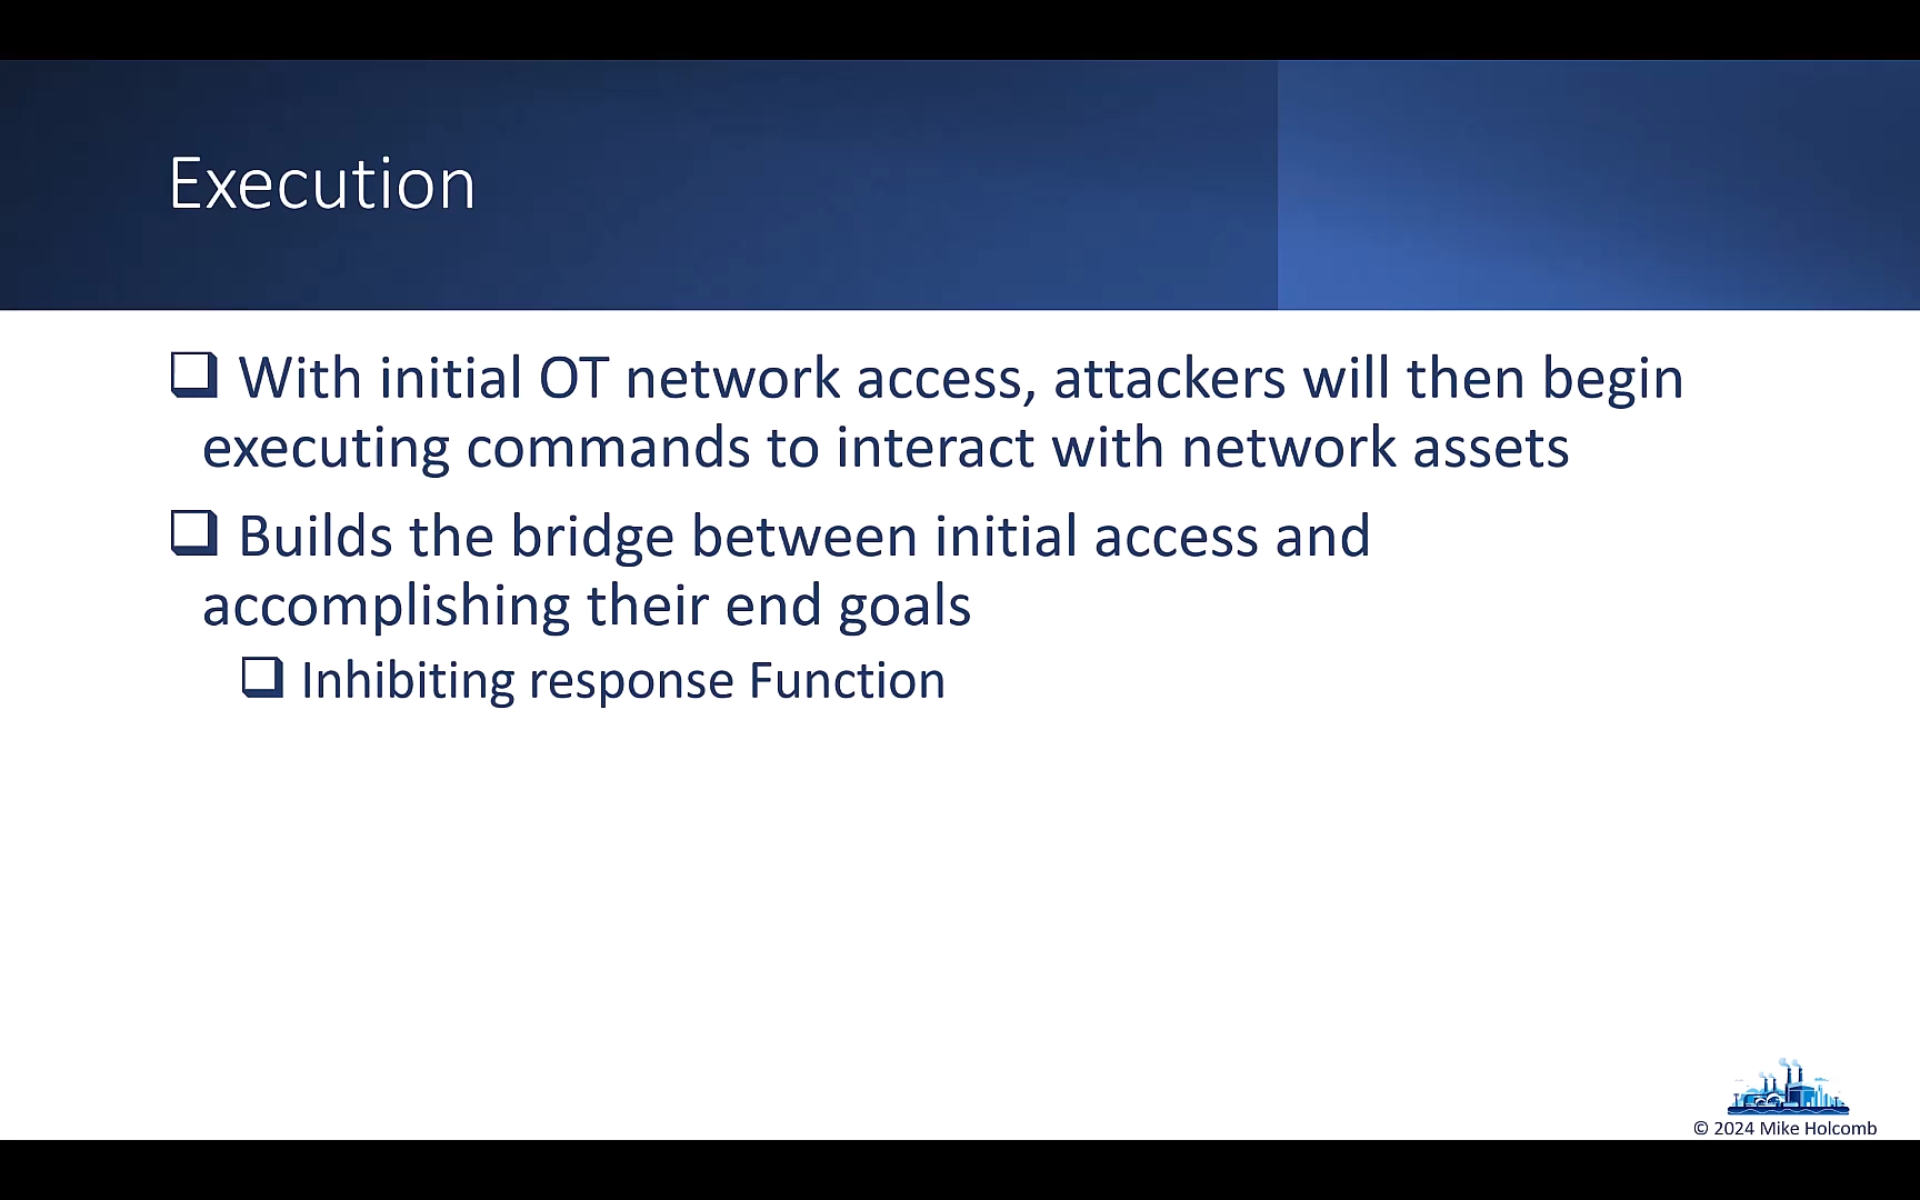 Execution
With initial OT network access, attackers will then begin
executing commands to interact with network assets
Builds the bridge between initial access and
accomplishing their end goals
Inhibiting response Function
© 2024 Mike Holcomb